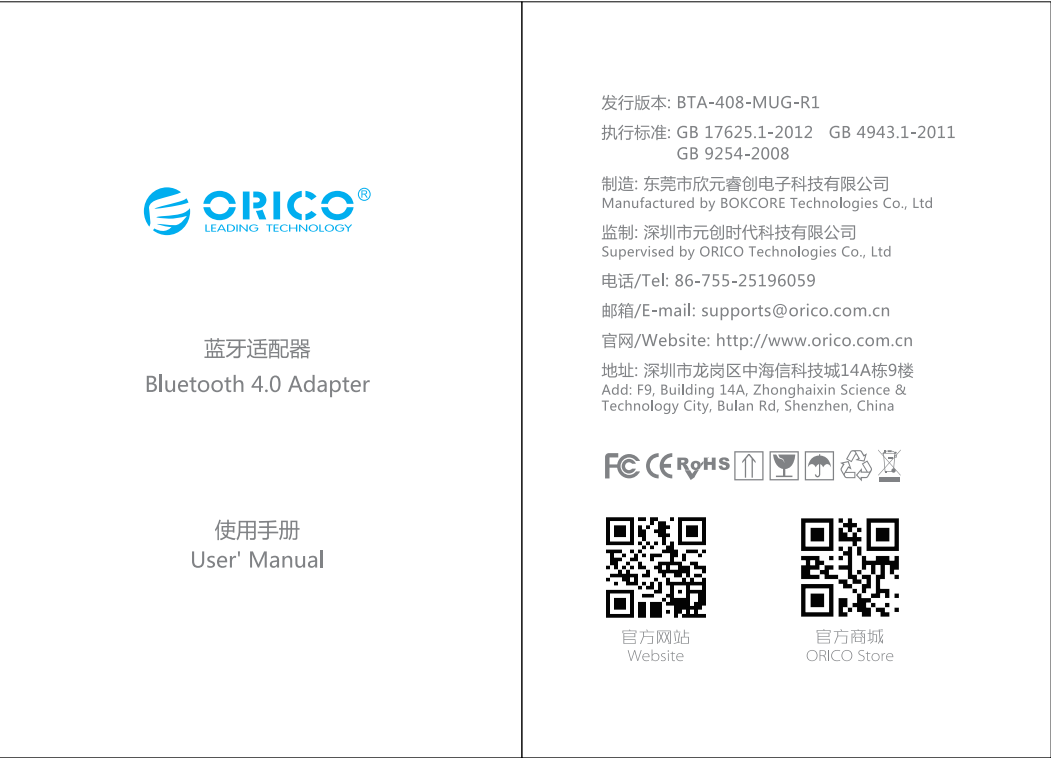 ORICO®
LEADING TECHNOLOGY
蓝牙适配器
Bluetooth 4.0 Adapter
使用手册
User' Manual
发行版本: BTA-408-MUG-R1
执行标准: GB 17625.1-2012 GB 4943.1-2011
GB 9254-2008
制造: 东莞市欣元睿创电子科技有限公司
Manufactured by BOKCORE Technologies Co., Ltd
监制: 深圳市元创时代科技有限公司
Supervised by ORICO Technologies Co., Ltd
电话/Tel: 86-755-25196059
邮箱/E-mail: supports@orico.com.cn
官网/Website: http://www.orico.com.cn
地址: 深圳市龙岗区中海信科技城14A栋9楼
Add: F9, Building 14A, Zhonghaixin Science &
Technology City, Bulan Rd, Shenzhen, China
FC CE RoHS
官方网站
Website
官方商城
ORICO Store